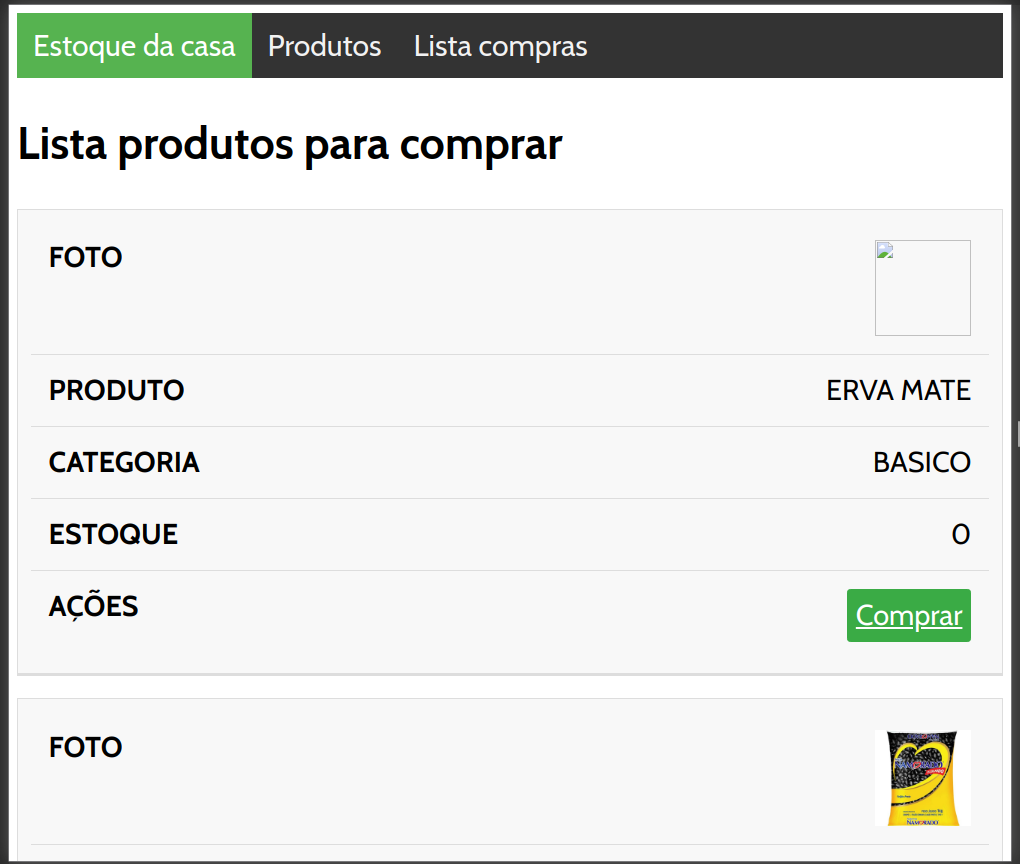 Estoque da casa Produtos Lista compras
Lista produtos para comprar
FOTO
PRODUTO ERVA MATE
CATEGORIA BASICO
ESTOQUE 0
AÇÕES Comprar
FOTO
NAMORADO